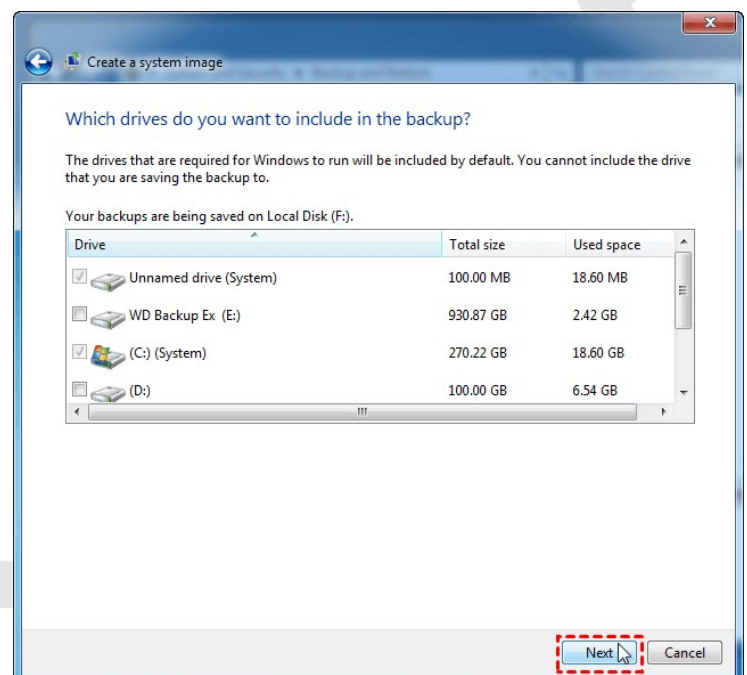 Create a system image
Which drives do you want to include in the backup?
The drives that are required for Windows to run will be included by default. You cannot include the drive
that you are saving the backup to.
Your backups are being saved on Local Disk (F:).
Drive Total size Used space
Unnamed drive (System) 100.00 MB 18.60 MB
WD Backup Ex (E:) 930.87 GB 2.42 GB
(C:) (System) 270.22 GB 18.60 GB
(D:) 100.00 GB 6.54 GB
Next Cancel